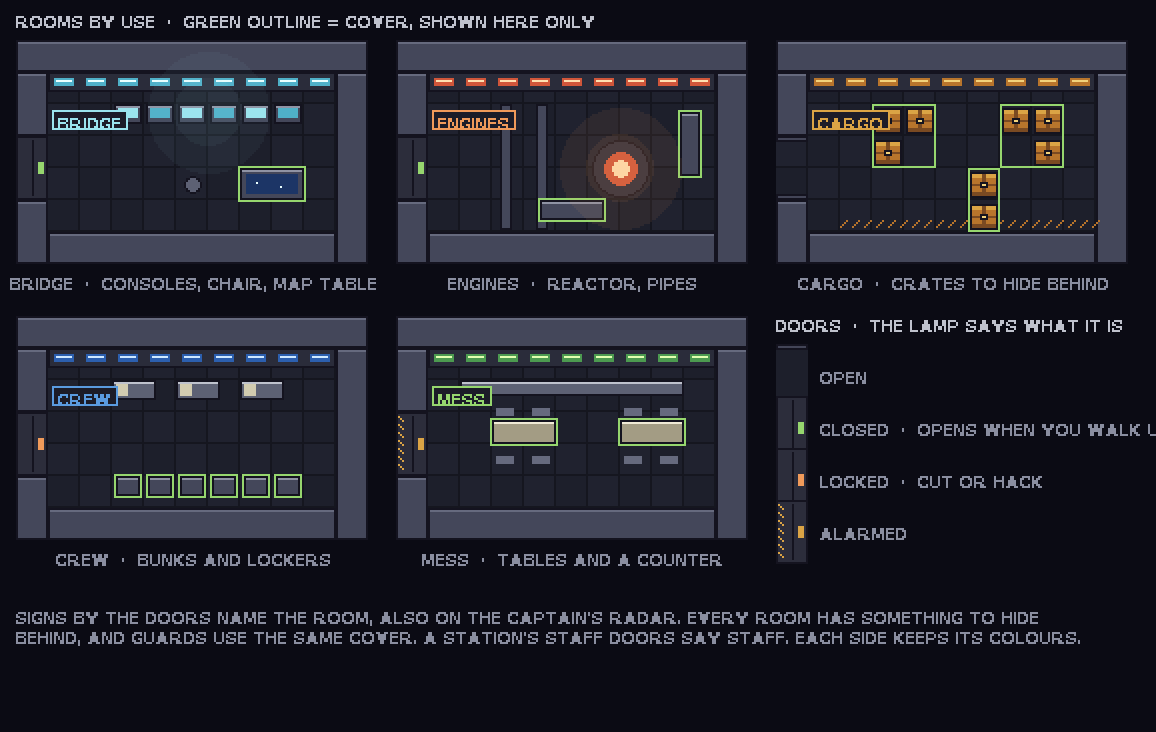 ROOMS BY USE · GREEN OUTLINE = COVER, SHOWN HERE ONLY
BRIDGE
ENGINES
CARGO
BRIDGE · CONSOLES, CHAIR, MAP TABLE
ENGINES · REACTOR, PIPES
CARGO · CRATES TO HIDE BEHIND
DOORS · THE LAMP SAYS WHAT IT IS
CREW
MESS
OPEN
CLOSED · OPENS WHEN YOU WALK
LOCKED · CUT OR HACK
ALARMED
CREW · BUNKS AND LOCKERS
MESS · TABLES AND A COUNTER
SIGNS BY THE DOORS NAME THE ROOM, ALSO ON THE CAPTAIN'S RADAR. EVERY ROOM HAS SOMETHING TO HIDE
BEHIND, AND GUARDS USE THE SAME COVER. A STATION'S STAFF DOORS SAY STAFF. EACH SIDE KEEPS ITS COLOURS.